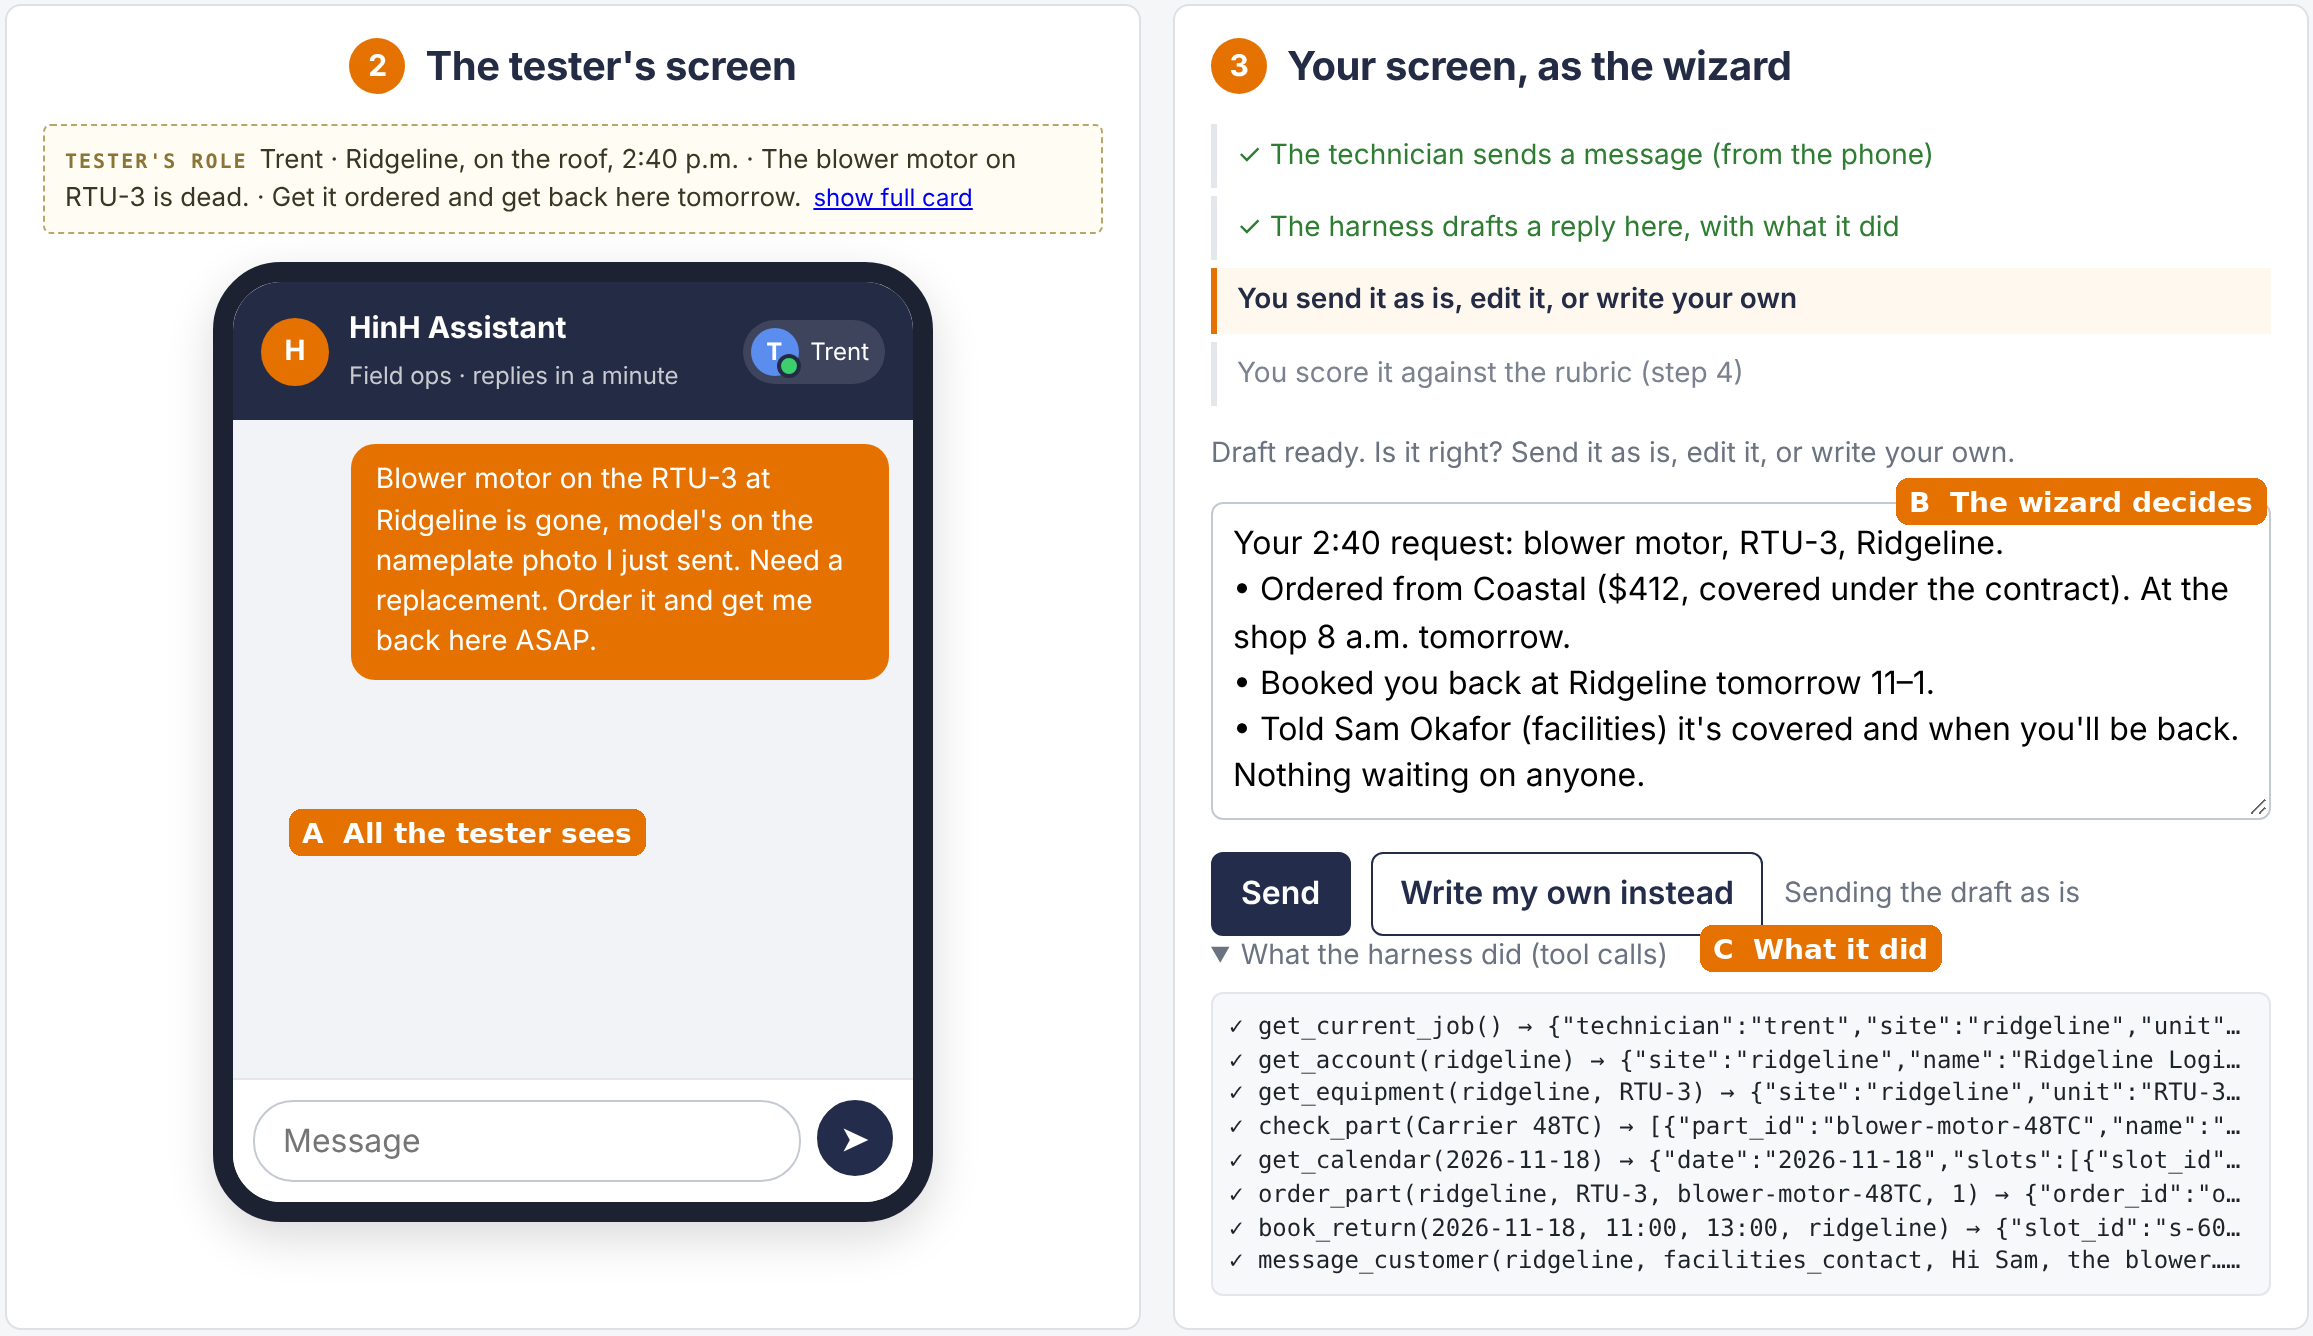 2 The tester's screen
TESTER'S ROLE Trent · Ridgeline, on the roof, 2:40 p.m. · The blower motor on
RTU-3 is dead. · Get it ordered and get back here tomorrow. show full card
H
HinH Assistant
Field ops · replies in a minute
T Trent
Blower motor on the RTU-3 at
Ridgeline is gone, model's on the
nameplate photo I just sent. Need a
replacement. Order it and get me
back here ASAP.
A All the tester sees
Message
3 Your screen, as the wizard
✓ The technician sends a message (from the phone)
✓ The harness drafts a reply here, with what it did
You send it as is, edit it, or write your own
You score it against the rubric (step 4)
Draft ready. Is it right? Send it as is, edit it, or write your own.
B The wizard decides
Your 2:40 request: blower motor, RTU-3, Ridgeline.
• Ordered from Coastal ($412, covered under the contract). At the
shop 8 a.m. tomorrow.
• Booked you back at Ridgeline tomorrow 11–1.
• Told Sam Okafor (facilities) it's covered and when you'll be back.
Nothing waiting on anyone.
Send
Write my own instead
Sending the draft as is
▼ What the harness did (tool calls)
C What it did
✓ get_current_job() → {"technician":"trent","site":"ridgeline","unit"…
✓ get_account(ridgeline) → {"site":"ridgeline","name":"Ridgeline Logi…
✓ get_equipment(ridgeline, RTU-3) → {"site":"ridgeline","unit":"RTU-3…
✓ check_part(Carrier 48TC) → [{"part_id":"blower-motor-48TC","name":"…
✓ get_calendar(2026-11-18) → {"date":"2026-11-18","slots":[{"slot_id"…
✓ order_part(ridgeline, RTU-3, blower-motor-48TC, 1) → {"order_id":"o…
✓ book_return(2026-11-18, 11:00, 13:00, ridgeline) → {"slot_id":"s-60…
✓ message_customer(ridgeline, facilities_contact, Hi Sam, the blower……